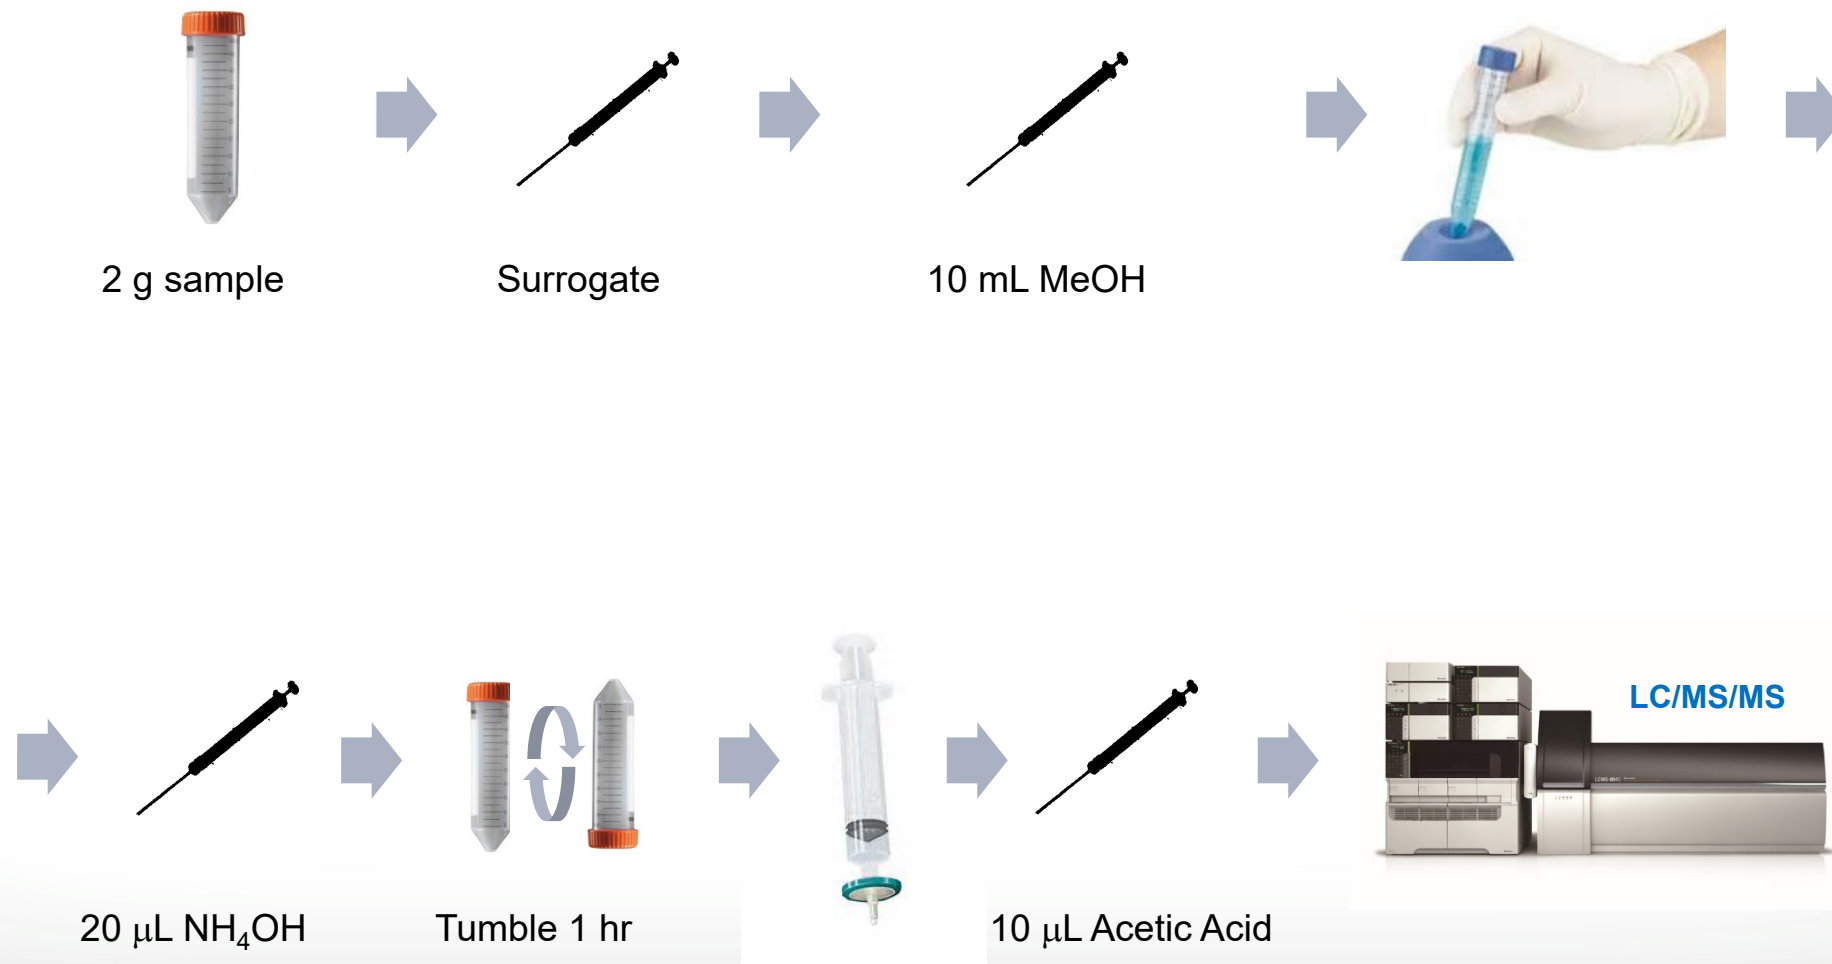 2 g sample
Surrogate
10 mL MeOH
LC/MS/MS
20 μL NH₄OH
Tumble 1 hr
10 μL Acetic Acid